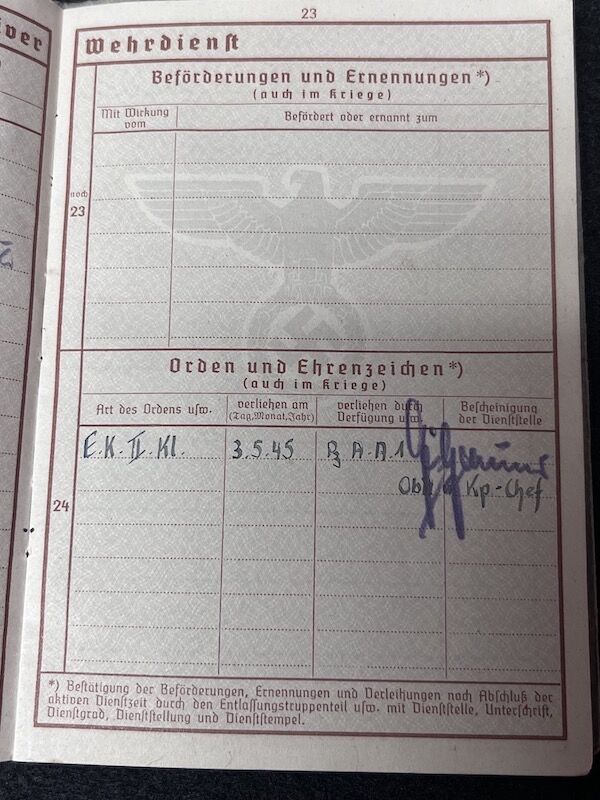 23
Wehrdienst
Beförderungen und Ernennungen*)
(auch im Kriege)
Mit Wirkung vom
Befördert oder ernannt zum
noch
23
Orden und Ehrenzeichen*)
(auch im Kriege)
Art des Ordens usw.
verliehen am
(Tag, Monat, Jahr)
verliehen durch
Verfügung usw.
Bescheinigung
der Dienststelle
E.K. II. Kl. 3.5.45 Pz A.A.1
Kp.-Chef
24
*) Bestätigung der Beförderungen, Ernennungen und Verleihungen nach Abschluß der
aktiven Dienstzeit durch den Entlassungstruppenteil usw. mit Dienststelle, Unterschrift,
Dienstgrad, Dienststellung und Dienststempel.